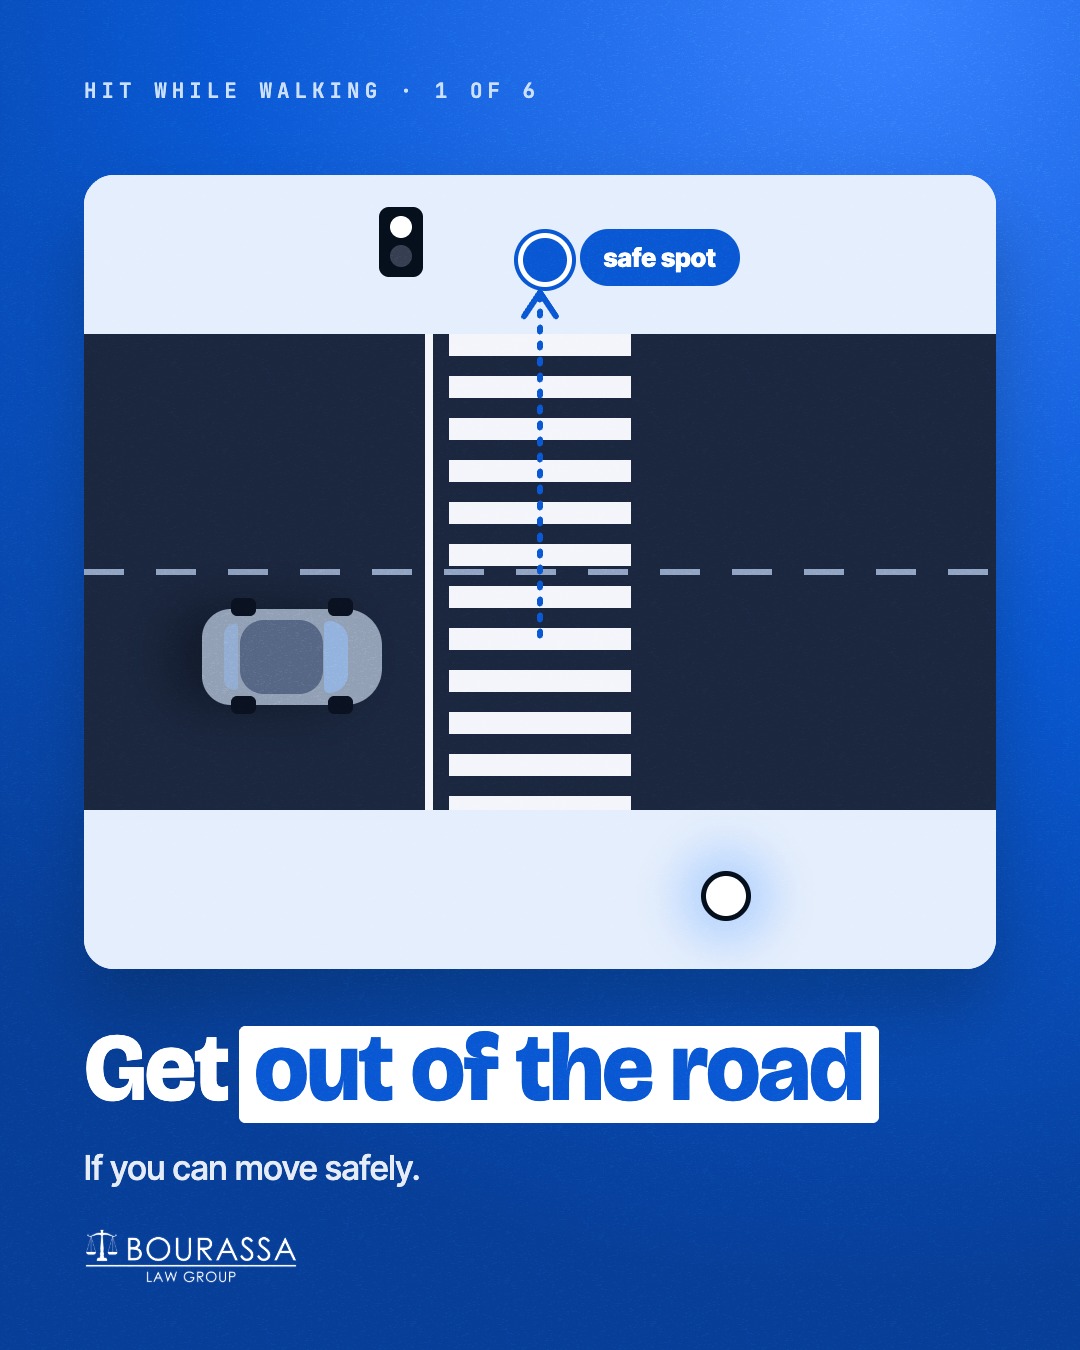 HIT WHILE WALKING · 1 OF 6
safe spot
Get out of the road
If you can move safely.
BOURASSA
LAW GROUP